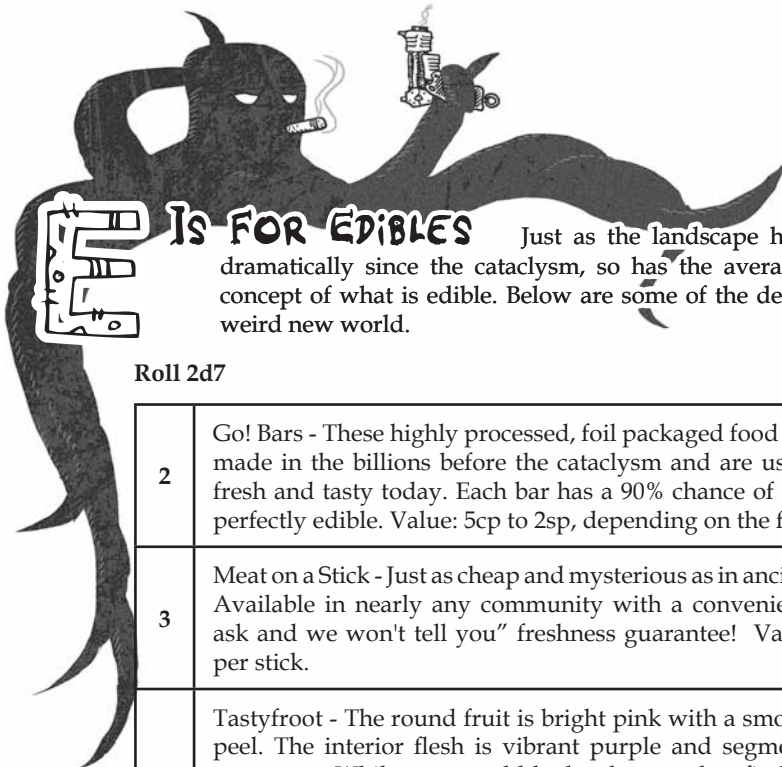 E IS FOR EDiBLES Just as the landscape h
dramatically since the cataclysm, so has the avera
concept of what is edible. Below are some of the de
weird new world.
Roll 2d7
2
Go! Bars - These highly processed, foil packaged food
made in the billions before the cataclysm and are us
fresh and tasty today. Each bar has a 90% chance of
perfectly edible. Value: 5cp to 2sp, depending on the f
3
Meat on a Stick - Just as cheap and mysterious as in anci
Available in nearly any community with a convenie
ask and we won't tell you” freshness guarantee! Va
per stick.
Tastyfroot - The round fruit is bright pink with a smo
peel. The interior flesh is vibrant purple and segme